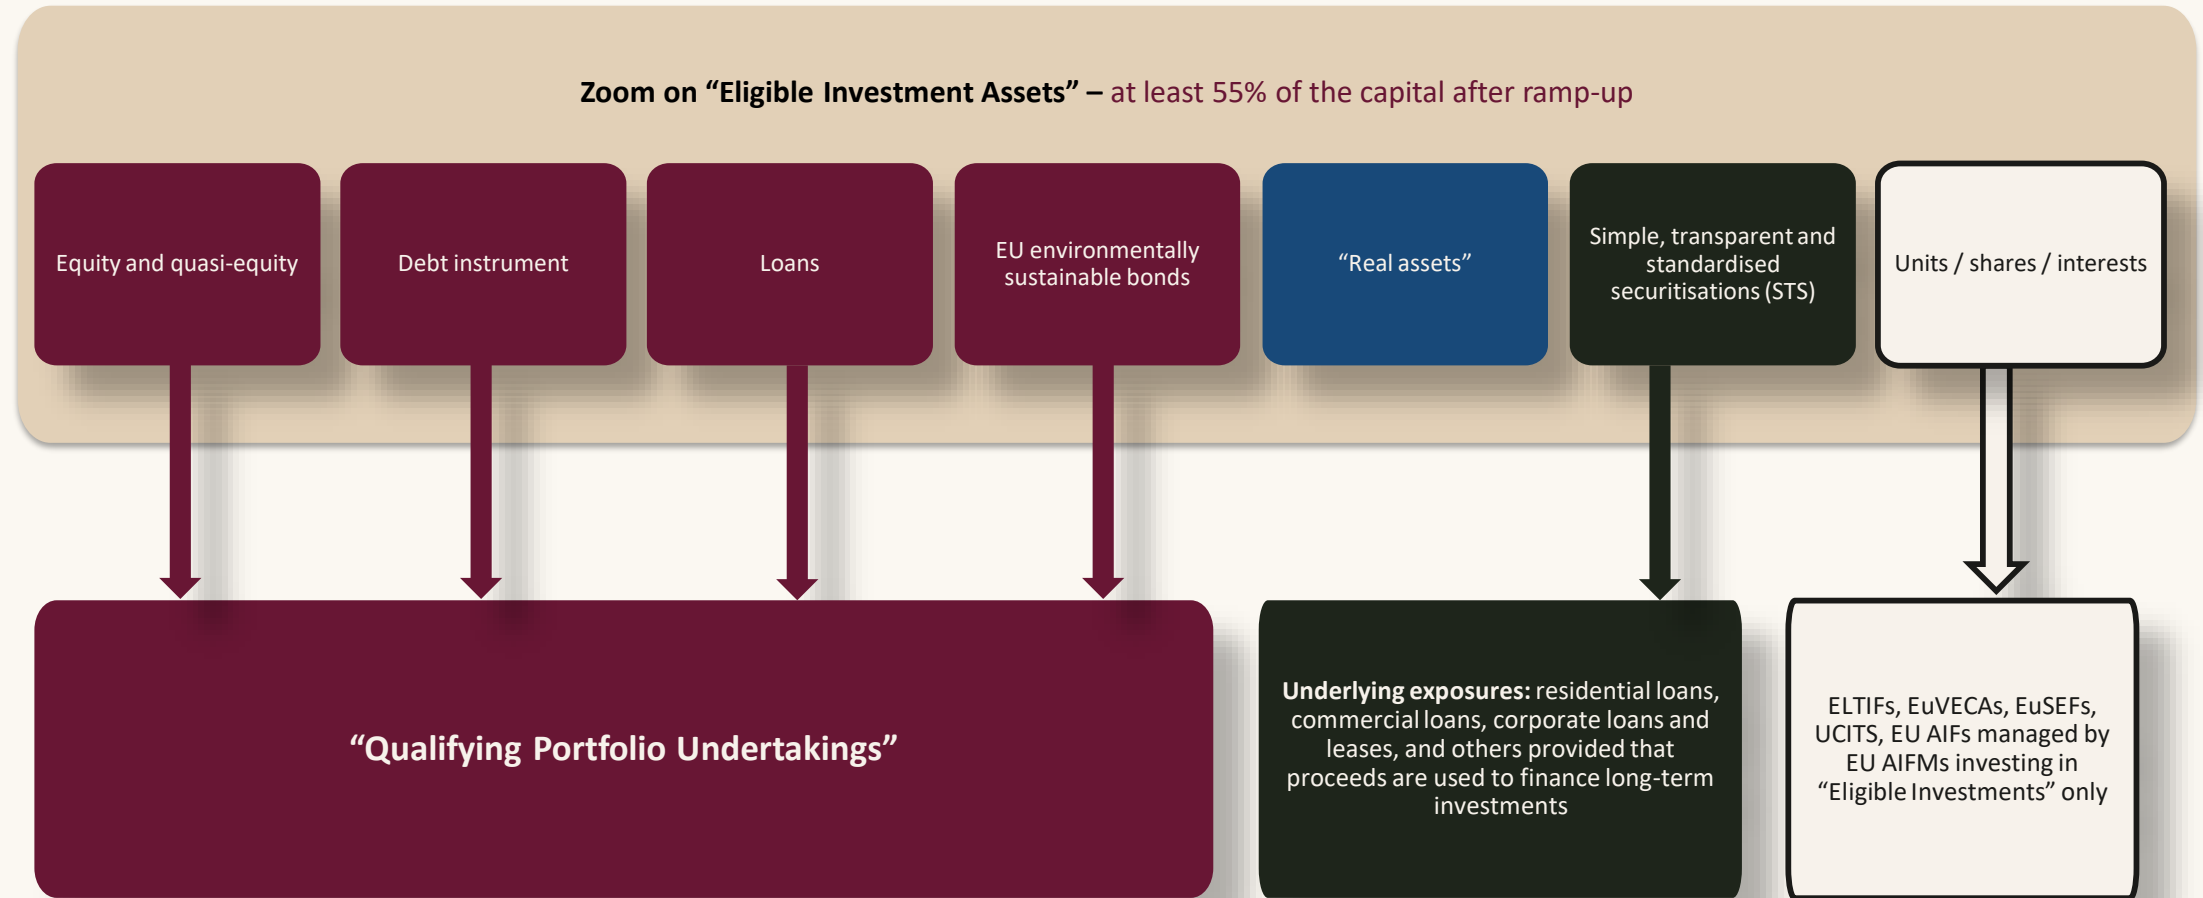 Zoom on “Eligible Investment Assets” – at least 55% of the capital after ramp-up
Equity and quasi-equity
Debt instrument
Loans
EU environmentally
sustainable bonds
“Real assets”
Simple, transparent and
standardised
securitisations (STS)
Units / shares / interests
“Qualifying Portfolio Undertakings”
Underlying exposures: residential loans,
commercial loans, corporate loans and
leases, and others provided that
proceeds are used to finance long-term
investments
ELTIFs, EuVECAs, EuSEFs,
UCITS, EU AIFs managed by
EU AIFMs investing in
“Eligible Investments” only